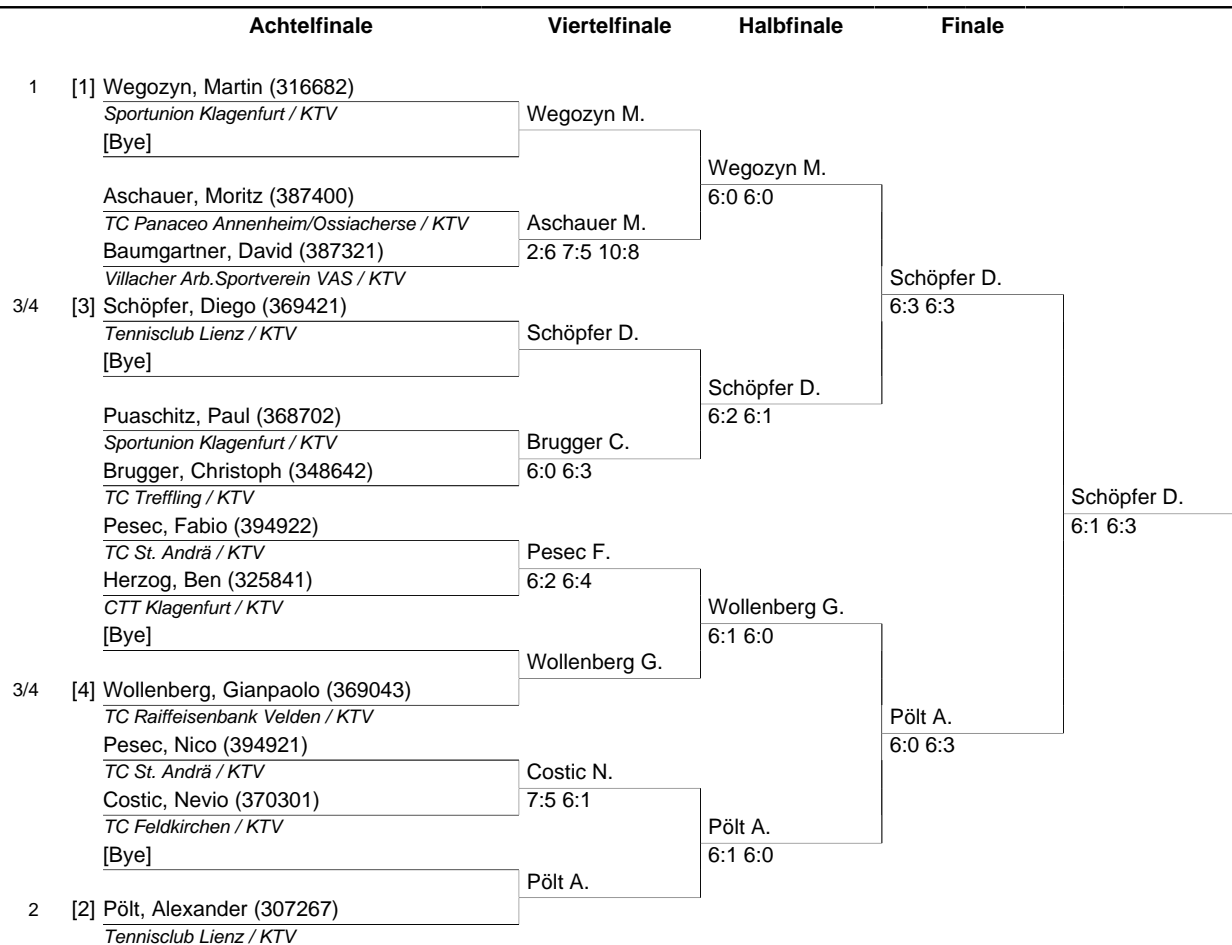 Achtelfinale Viertelfinale Halbfinale Finale
1 [1] Wegozyn, Martin (316682)
Sportunion Klagenfurt / KTV Wegozyn M.
[Bye]
Wegozyn M.
Aschauer, Moritz (387400) 6:0 6:0
TC Panaceo Annenheim/Ossiacherse / KTV Aschauer M.
Baumgartner, David (387321) 2:6 7:5 10:8
Villacher Arb.Sportverein VAS / KTV Schöpfer D.
3/4 [3] Schöpfer, Diego (369421) 6:3 6:3
Tennisclub Lienz / KTV Schöpfer D.
[Bye]
Schöpfer D.
Puaschitz, Paul (368702) 6:2 6:1
Sportunion Klagenfurt / KTV Brugger C.
Brugger, Christoph (348642) 6:0 6:3
TC Treffling / KTV Schöpfer D.
Pesec, Fabio (394922) 6:1 6:3
TC St. Andrä / KTV Pesec F.
Herzog, Ben (325841) 6:2 6:4
CTT Klagenfurt / KTV Wollenberg G.
[Bye] 6:1 6:0
Wollenberg G.
3/4 [4] Wollenberg, Gianpaolo (369043)
TC Raiffeisenbank Velden / KTV Pölt A.
Pesec, Nico (394921) 6:0 6:3
TC St. Andrä / KTV Costic N.
Costic, Nevio (370301) 7:5 6:1
TC Feldkirchen / KTV Pölt A.
[Bye] 6:1 6:0
Pölt A.
2 [2] Pölt, Alexander (307267)
Tennisclub Lienz / KTV